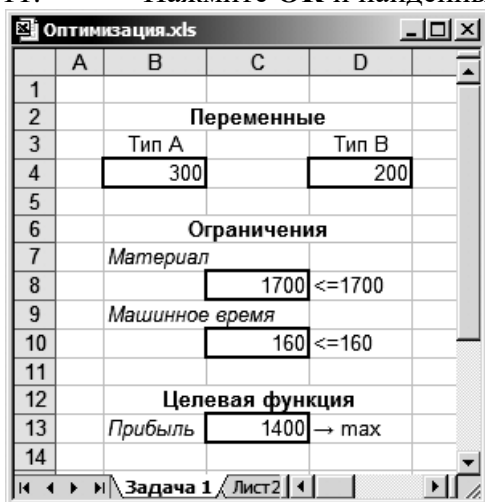 11. Нажмите ОК и найденны
Оптимизация.xls
A B C D
1
2 Переменные
3 Тип А Тип В
4 300 200
5
6 Ограничения
7 Материал
8 1700 <=1700
9 Машинное время
10 160 <=160
11
12 Целевая функция
13 Прибыль 1400 → max
14
Задача 1 Лист2